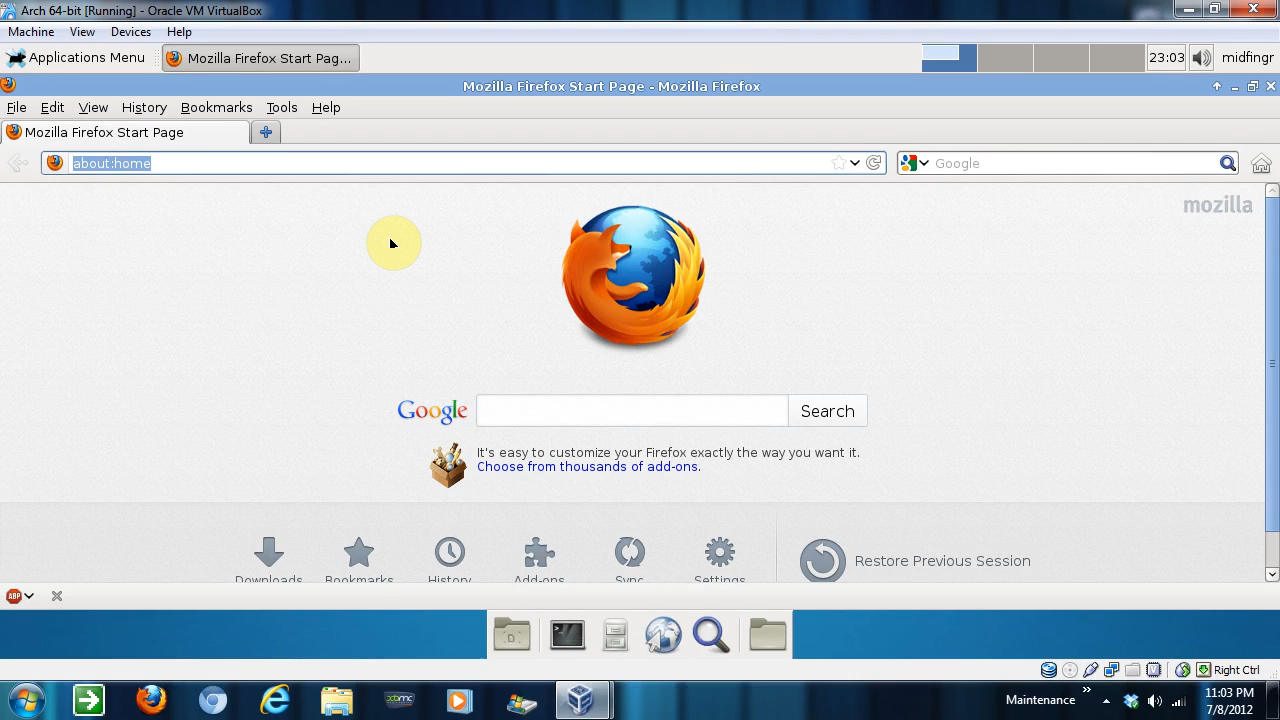 Arch 64-bit [Running] - Oracle VM VirtualBox
Machine View Devices Help
Applications Menu Mozilla Firefox Start Pag... 23:03 midfingr
Mozilla Firefox Start Page - Mozilla Firefox
File Edit View History Bookmarks Tools Help
Mozilla Firefox Start Page
about:home Google
mozilla
Google Search
It's easy to customize your Firefox exactly the way you want it.
Choose from thousands of add-ons.
Restore Previous Session
Downloads Bookmarks History Add-ons Sync Settings
ABP
D
Right Ctrl
xbmc Maintenance 11:03 PM
7/8/2012